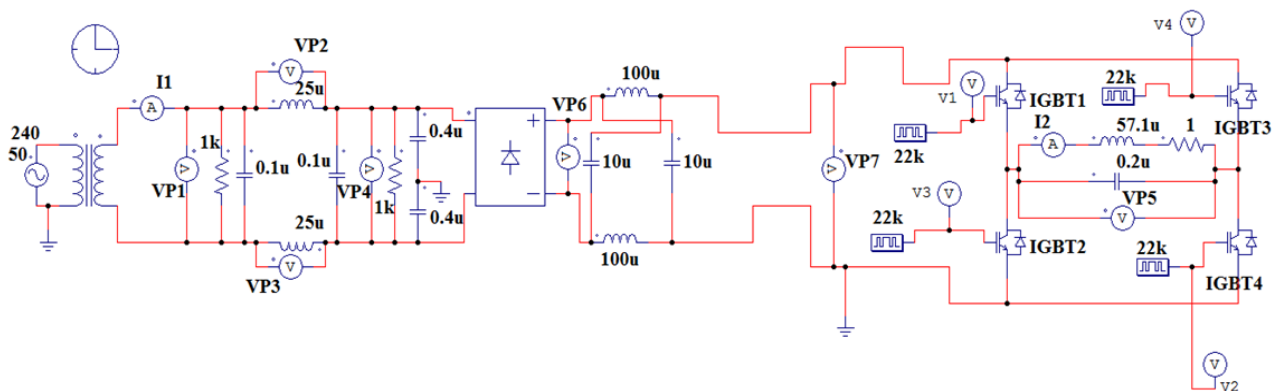 VP2
I1
25u
240
50
1k
0.1u
0.1u
VP1
VP4
1k
0.4u
0.4u
25u
VP3
A
V
V
V
V
+
−
VP6
V
100u
10u
10u
100u
VP7
V
V4
V
22k
V1
V
IGBT1
IGBT3
22k
I2
57.1u
1
A
0.2u
VP5
V
V3
V
22k
IGBT2
22k
IGBT4
V
V2